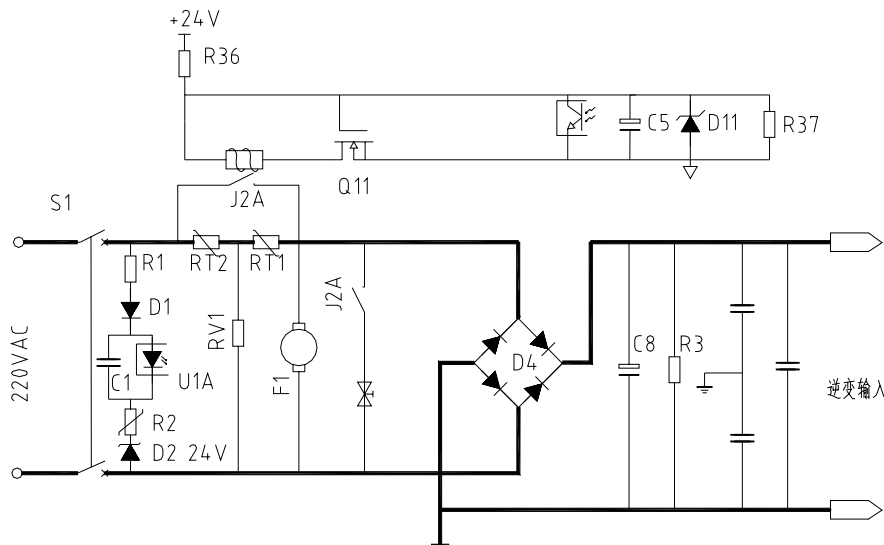 +24V
R36
C5
D11
R37
Q11
J2A
S1
RT2
RT1
R1
D1
C1
U1A
R2
D2 24V
220VAC
RV1
F1
J2A
D4
C8
R3
逆变输入